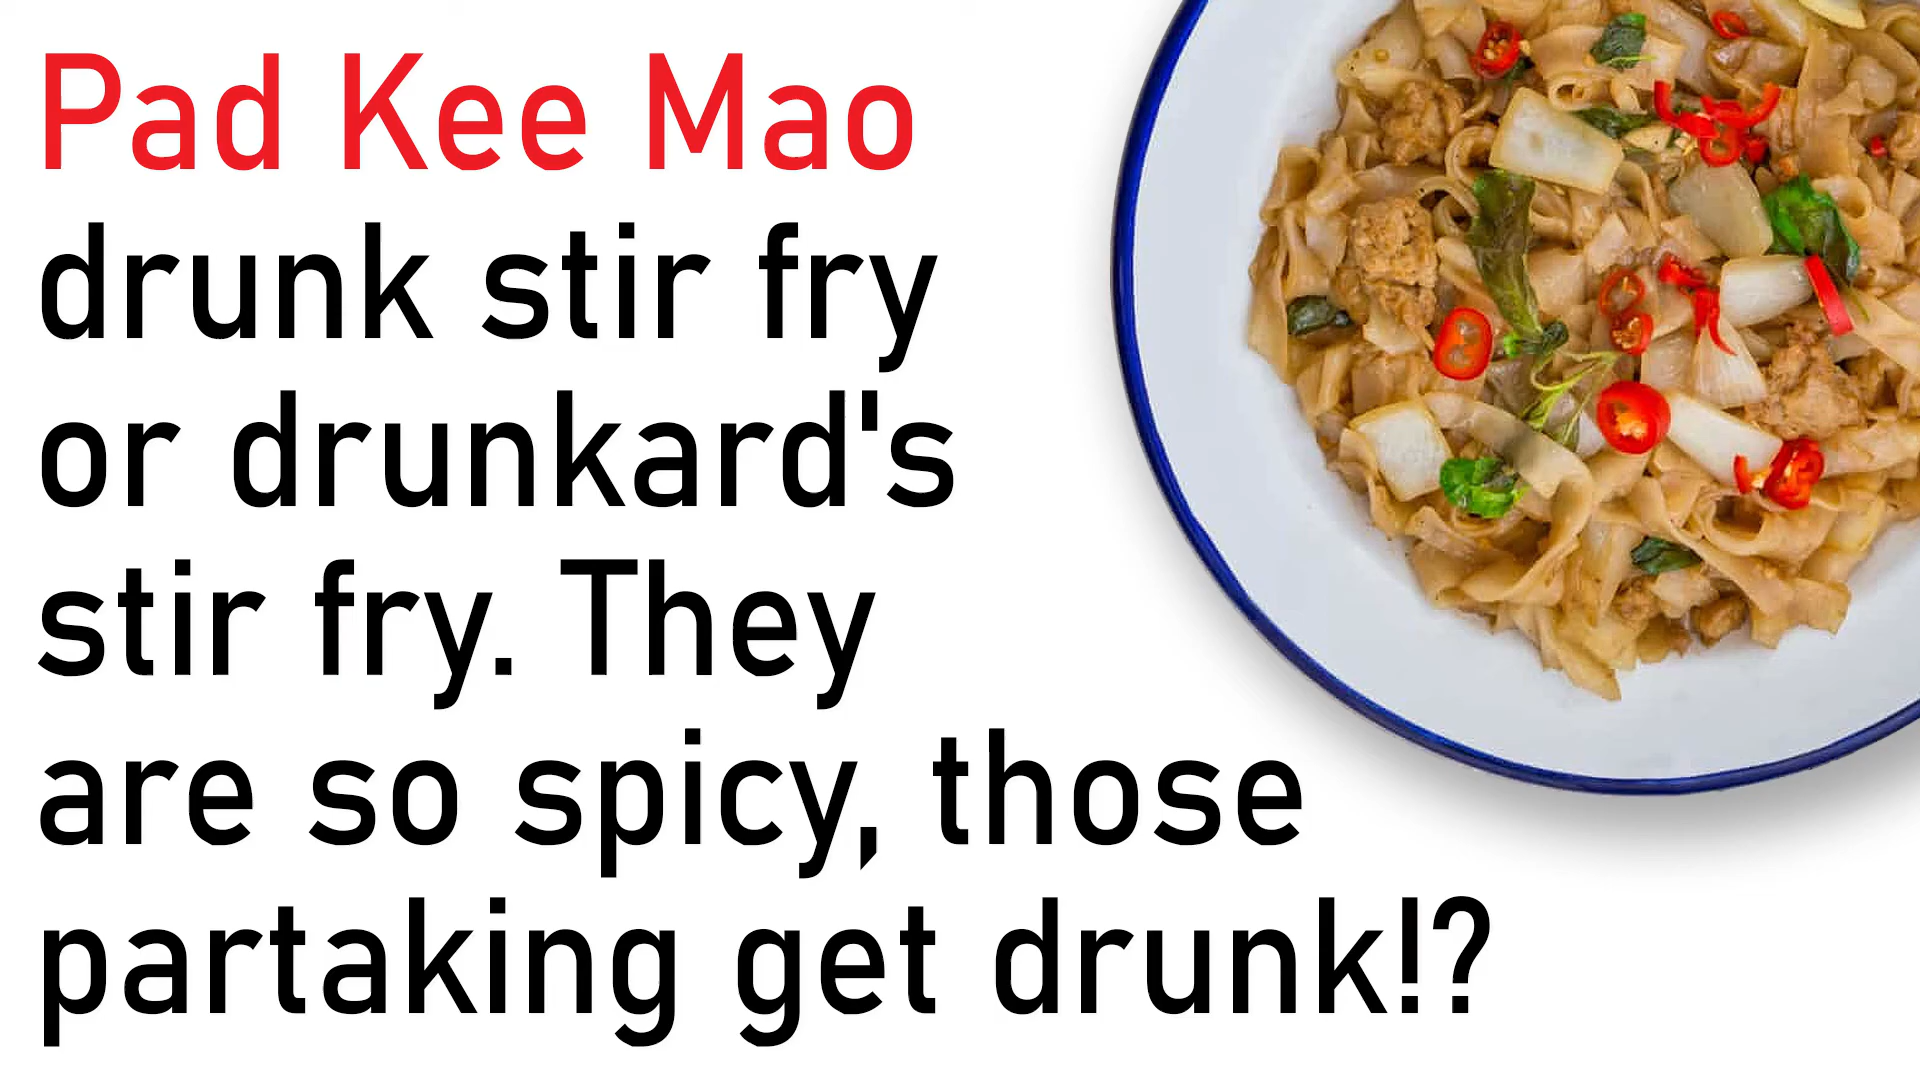 Pad Kee Mao
drunk stir fry
or drunkard's
stir fry. They
are so spicy, those
partaking get drunk!?